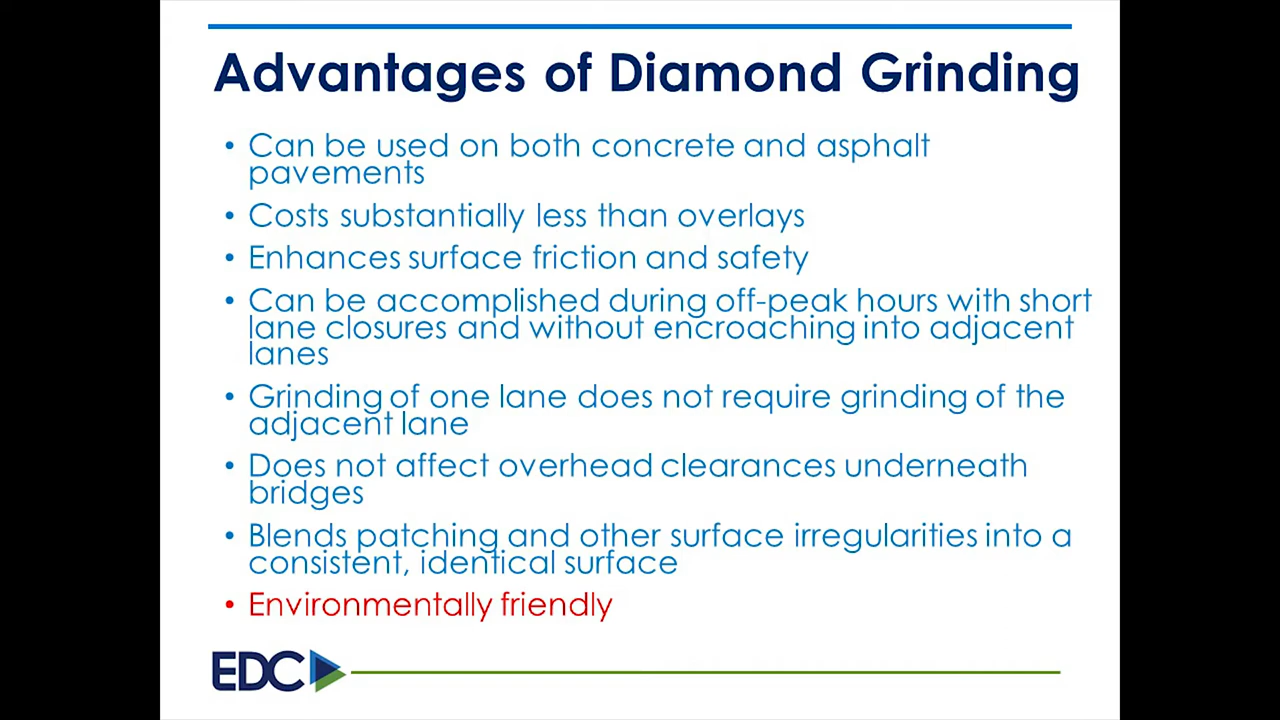 Advantages of Diamond Grinding
• Can be used on both concrete and asphalt
pavements
• Costs substantially less than overlays
• Enhances surface friction and safety
• Can be accomplished during off-peak hours with short
lane closures and without encroaching into adjacent
lanes
• Grinding of one lane does not require grinding of the
adjacent lane
• Does not affect overhead clearances underneath
bridges
• Blends patching and other surface irregularities into a
consistent, identical surface
• Environmentally friendly
EDC